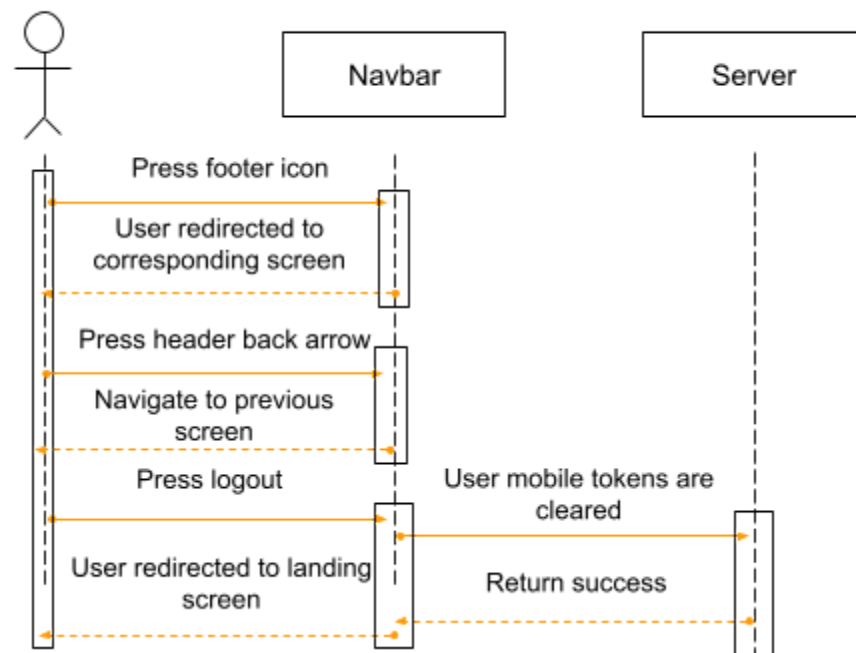 Navbar
Server
Press footer icon
User redirected to
corresponding screen
Press header back arrow
Navigate to previous
screen
Press logout
User mobile tokens are
cleared
User redirected to landing
screen
Return success